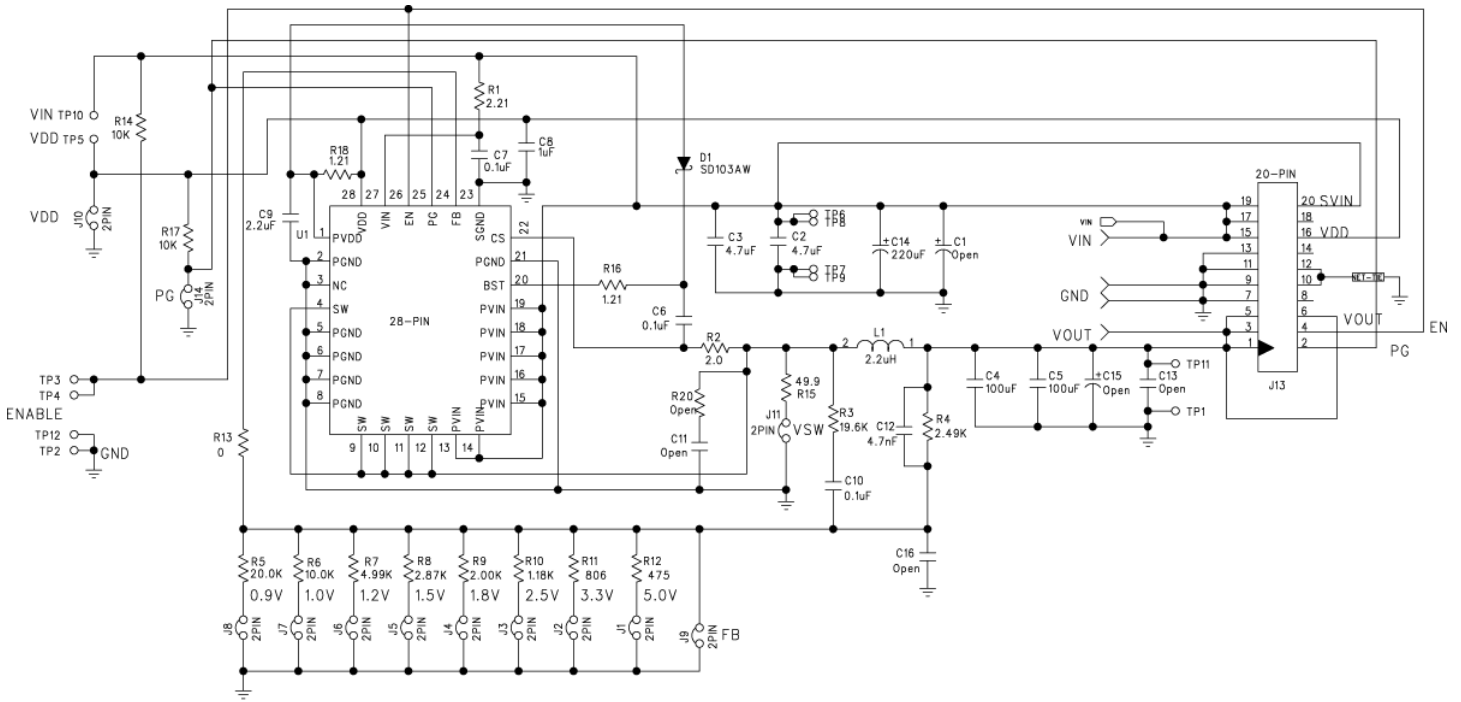 VIN TP10
VDD TP5
VDD
J10
2PIN
R14
10K
R17
10K
PG
J14
2PIN
TP3
TP4
ENABLE
TP12
TP2
GND
R13
0
R18
1.21
C9
2.2uF
U1
R1
2.21
C7
0.1uF
C8
1uF
28 27 26 25 24 23
VDD
VIN
EN
PG
FB
SGND
22
CS
1 PVDD
2 PGND
3 NC
4 SW
5 PGND
6 PGND
7 PGND
8 PGND
28-PIN
PGND 21
BST 20
PVIN 19
PVIN 18
PVIN 17
PVIN 16
PVIN 15
SW
SW
SW
SW
PVIN
PVIN
9 10 11 12 13 14
D1
SD103AW
R16
1.21
C6
0.1uF
R2
2.0
R20
Open
C11
Open
49.9
R15
J11
2PIN
VSW
R3
19.6K
C10
0.1uF
2 L1 1
2.2uH
C12
4.7nF
R4
2.49K
C16
Open
C3
4.7uF
C2
4.7uF
TP6
TP8
TP7
TP9
C14
220uF
C1
Open
C4
100uF
C5
100uF
C15
Open
C13
Open
TP11
TP1
VIN
VIN
GND
VOUT
20-PIN
19 20 SVIN
17 18
15 16 VDD
13 14
11 12
9 10
7 8
5 6
VOUT
3 4
EN
1 2
PG
J13
R5
20.0K
0.9V
J8
2PIN
R6
10.0K
1.0V
J7
2PIN
R7
4.99K
1.2V
J6
2PIN
R8
2.87K
1.5V
J5
2PIN
R9
2.00K
1.8V
J4
2PIN
R10
1.18K
2.5V
J3
2PIN
R11
806
3.3V
J2
2PIN
R12
475
5.0V
J1
2PIN
J9
2PIN
FB